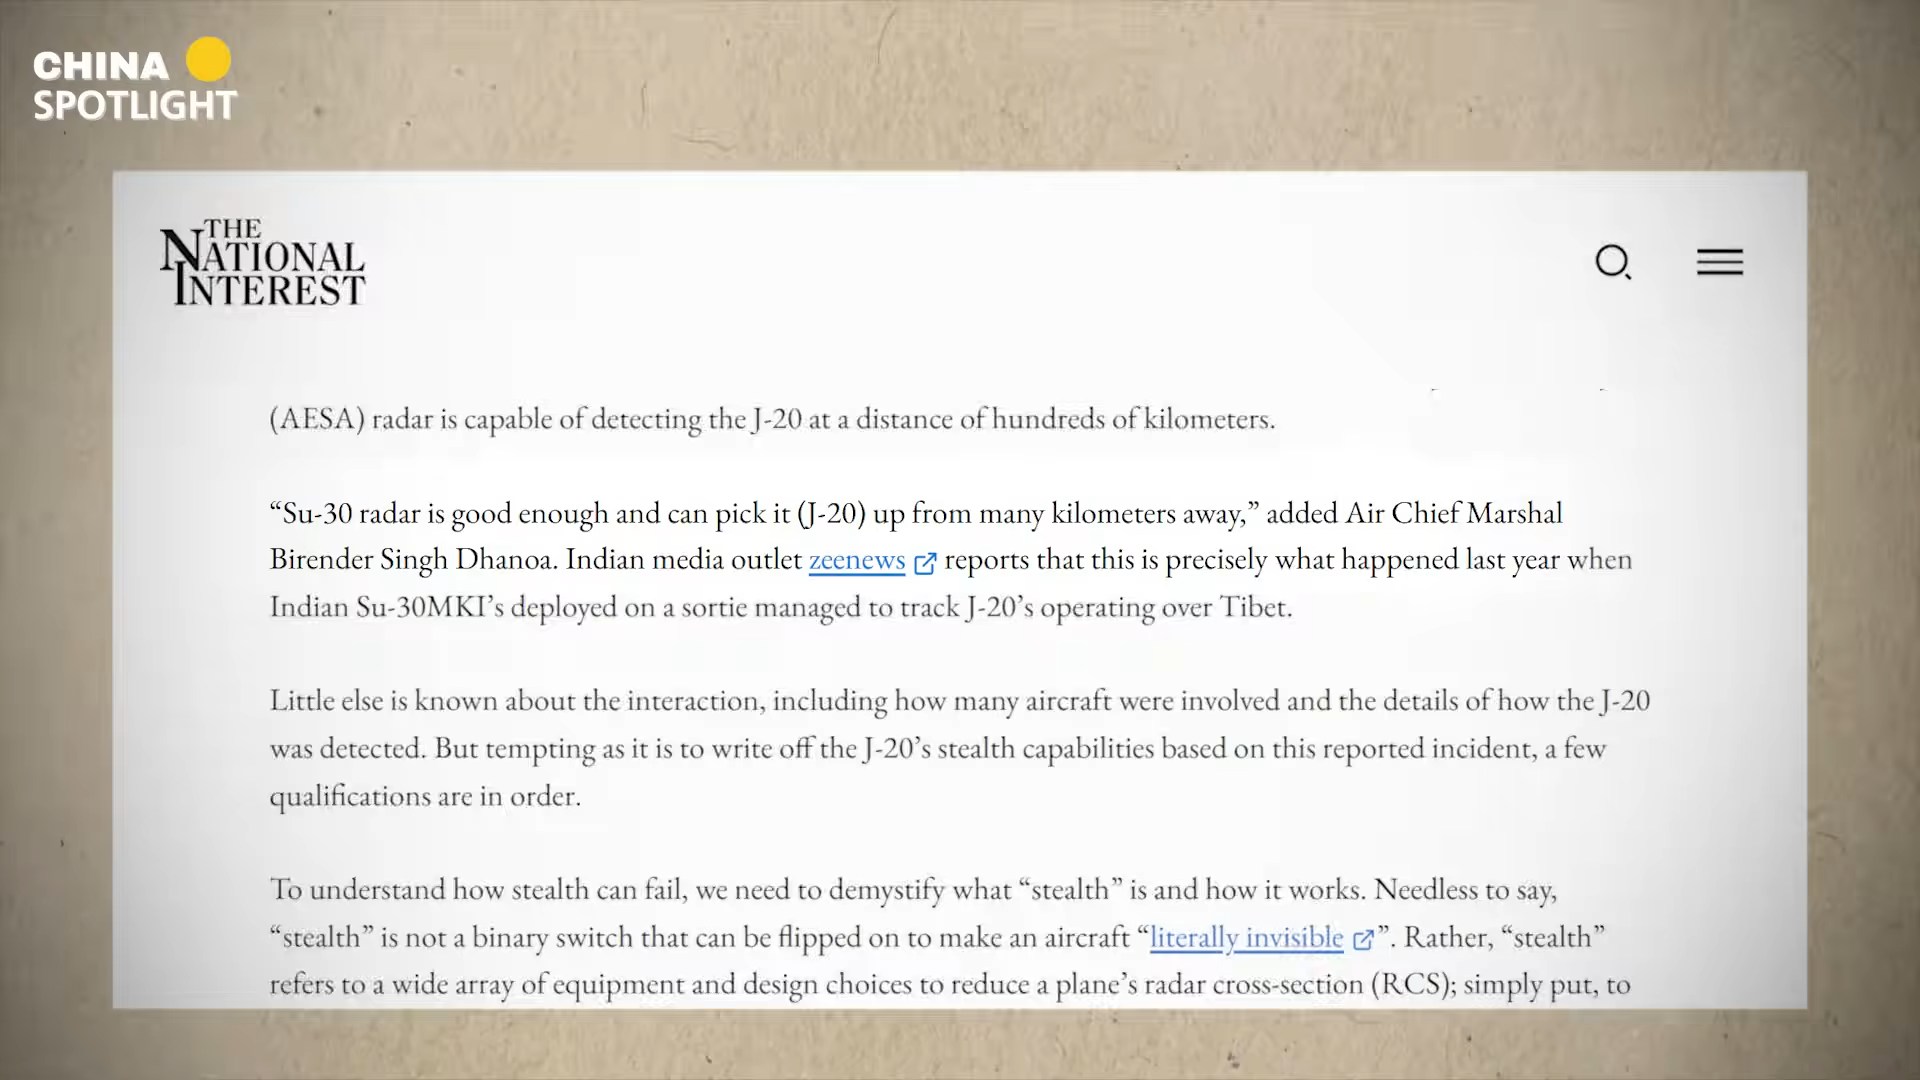 CHINA
SPOTLIGHT
THE
NATIONAL
INTEREST
(AESA) radar is capable of detecting the J-20 at a distance of hundreds of kilometers.
“Su-30 radar is good enough and can pick it (J-20) up from many kilometers away,” added Air Chief Marshal
Birender Singh Dhanoa. Indian media outlet zeenews reports that this is precisely what happened last year when
Indian Su-30MKI’s deployed on a sortie managed to track J-20’s operating over Tibet.
Little else is known about the interaction, including how many aircraft were involved and the details of how the J-20
was detected. But tempting as it is to write off the J-20’s stealth capabilities based on this reported incident, a few
qualifications are in order.
To understand how stealth can fail, we need to demystify what “stealth” is and how it works. Needless to say,
“stealth” is not a binary switch that can be flipped on to make an aircraft “literally invisible”. Rather, “stealth”
refers to a wide array of equipment and design choices to reduce a plane’s radar cross-section (RCS); simply put, to